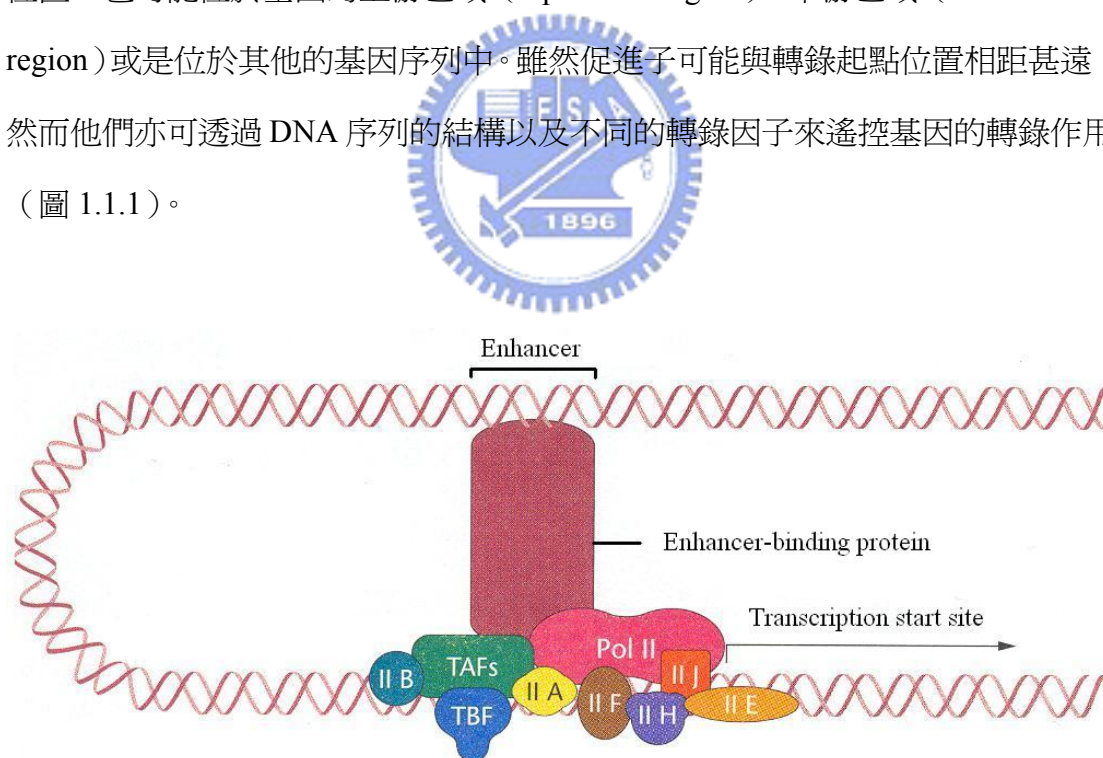 region）或是位於其他的基因序列中。雖然促進子可能與轉錄起點位置相距甚遠
然而他們亦可透過 DNA 序列的結構以及不同的轉錄因子來遙控基因的轉錄作用
（圖 1.1.1）。
E S A
1896
Enhancer
Enhancer-binding protein
Transcription start site
Pol II
TAFs
II B
II A
II J
II F
II H
II E
TBF